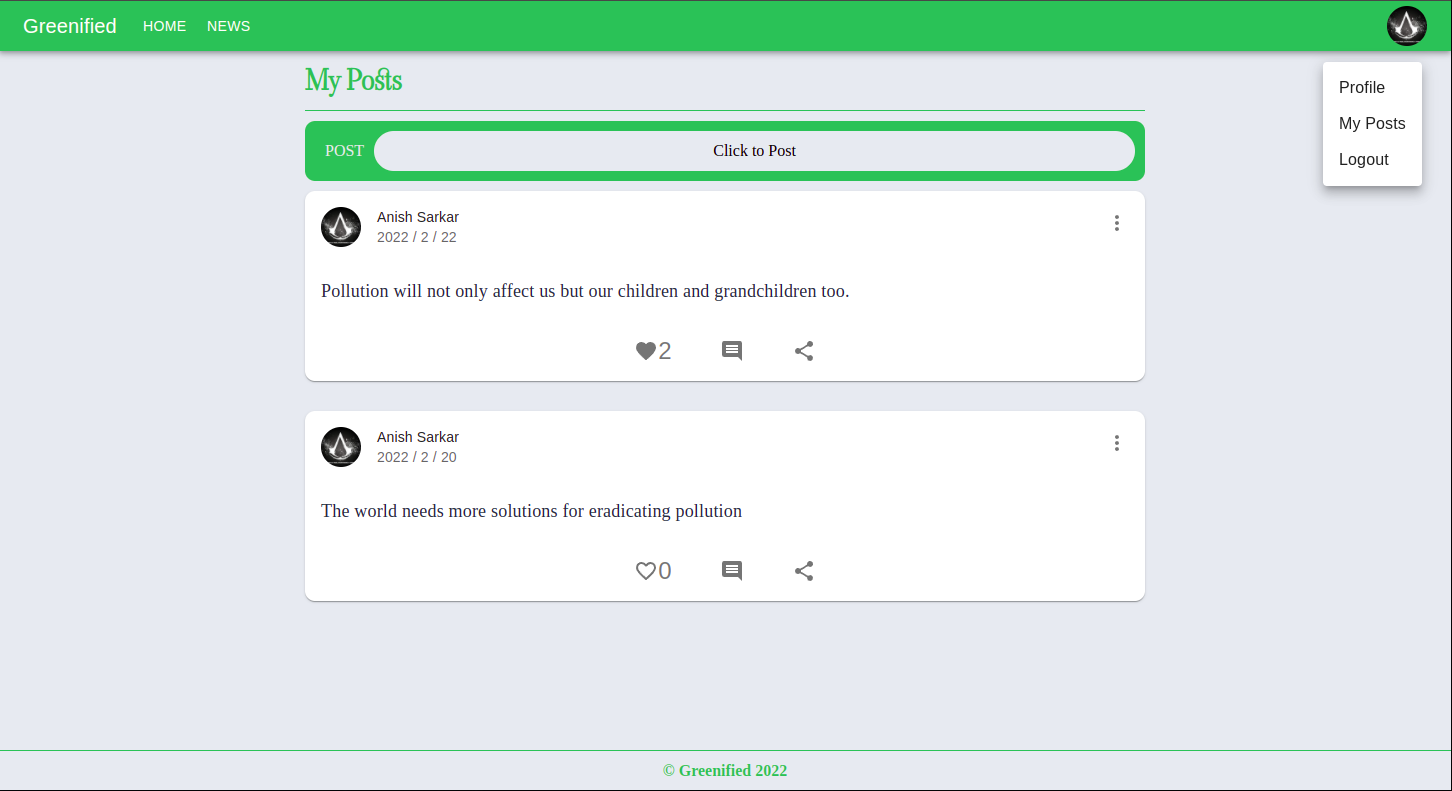 Greenified HOME NEWS
Profile
My Posts
Logout
My Posts
POST Click to Post
Anish Sarkar
2022 / 2 / 22
Pollution will not only affect us but our children and grandchildren too.
2
Anish Sarkar
2022 / 2 / 20
The world needs more solutions for eradicating pollution
0
© Greenified 2022